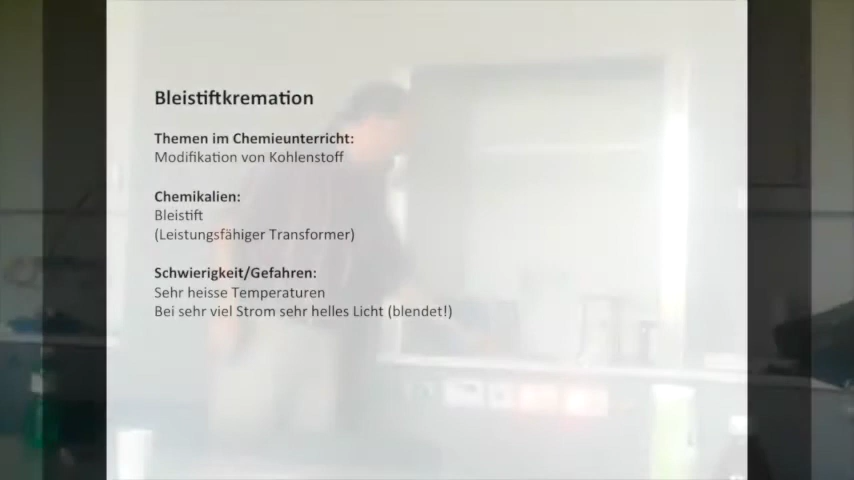 Bleistiftkremation
Themen im Chemieunterricht:
Modifikation von Kohlenstoff
Chemikalien:
Bleistift
(Leistungsfähiger Transformer)
Schwierigkeit/Gefahren:
Sehr heisse Temperaturen
Bei sehr viel Strom sehr helles Licht (blendet!)